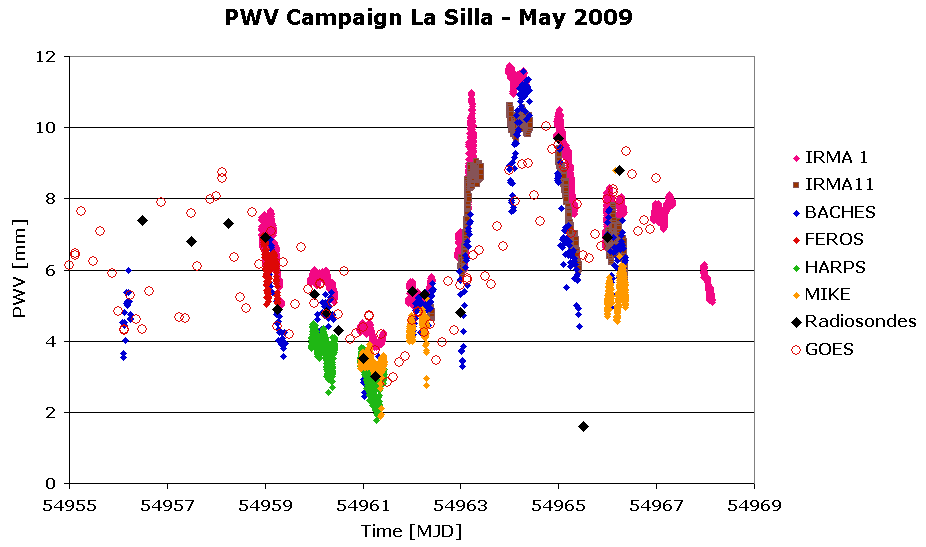 PWV Campaign La Silla - May 2009
12
10
8
6
4
2
0
PWV [mm]
54955 54957 54959 54961 54963 54965 54967 54969
Time [MJD]
IRMA 1
IRMA11
BACHES
FEROS
HARPS
MIKE
Radiosondes
GOES